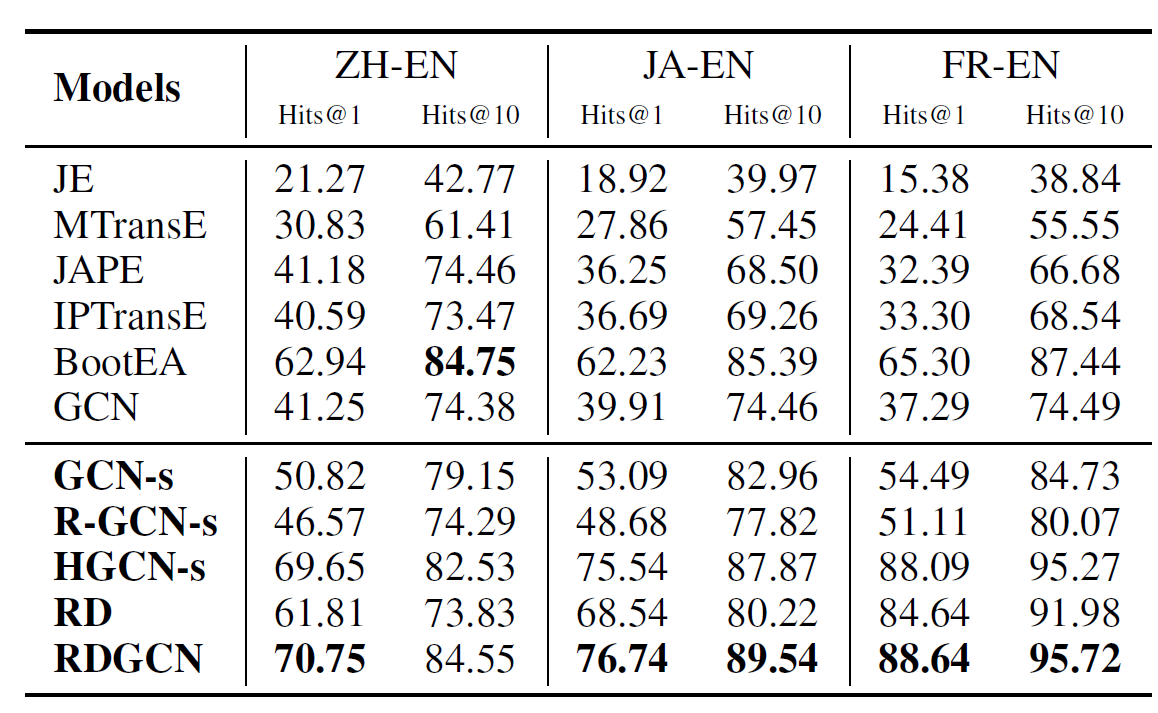 Models ZH-EN JA-EN FR-EN
Hits@1 Hits@10 Hits@1 Hits@10 Hits@1 Hits@10
JE 21.27 42.77 18.92 39.97 15.38 38.84
MTransE 30.83 61.41 27.86 57.45 24.41 55.55
JAPE 41.18 74.46 36.25 68.50 32.39 66.68
IPTransE 40.59 73.47 36.69 69.26 33.30 68.54
BootEA 62.94 84.75 62.23 85.39 65.30 87.44
GCN 41.25 74.38 39.91 74.46 37.29 74.49
GCN-s 50.82 79.15 53.09 82.96 54.49 84.73
R-GCN-s 46.57 74.29 48.68 77.82 51.11 80.07
HGCN-s 69.65 82.53 75.54 87.87 88.09 95.27
RD 61.81 73.83 68.54 80.22 84.64 91.98
RDGCN 70.75 84.55 76.74 89.54 88.64 95.72